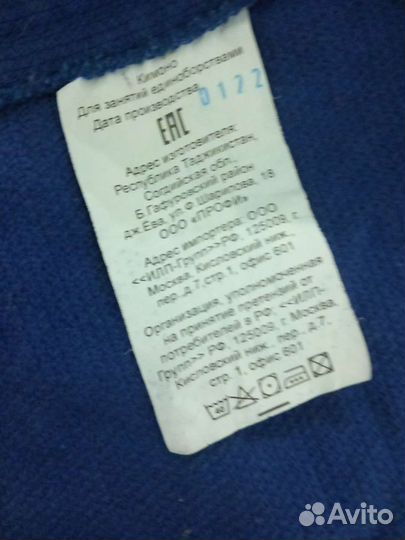 Кимоно
Для занятий единоборствами
Дата производства 0122
EAC
Адрес изготовителя:
Республика Таджикистан,
Согдийская обл.,
Б.Гафуровский район
дж.Ёва, ул.Ф.Шарипова, 18
ООО «ПРОФИ»
Адрес импортера: ООО
<<ИЛП-Групп>>РФ, 125009, г.
Москва, Кисловский ниж.
пер.,д.7,стр.1, офис 601
Организация, уполномоченная
на принятие претензий от
потребителей в РФ: <<ИЛП-
Групп>> РФ, 125009, г. Москва,
Кисловский ниж., пер., д.7,
стр. 1, офис 601
40
Avito